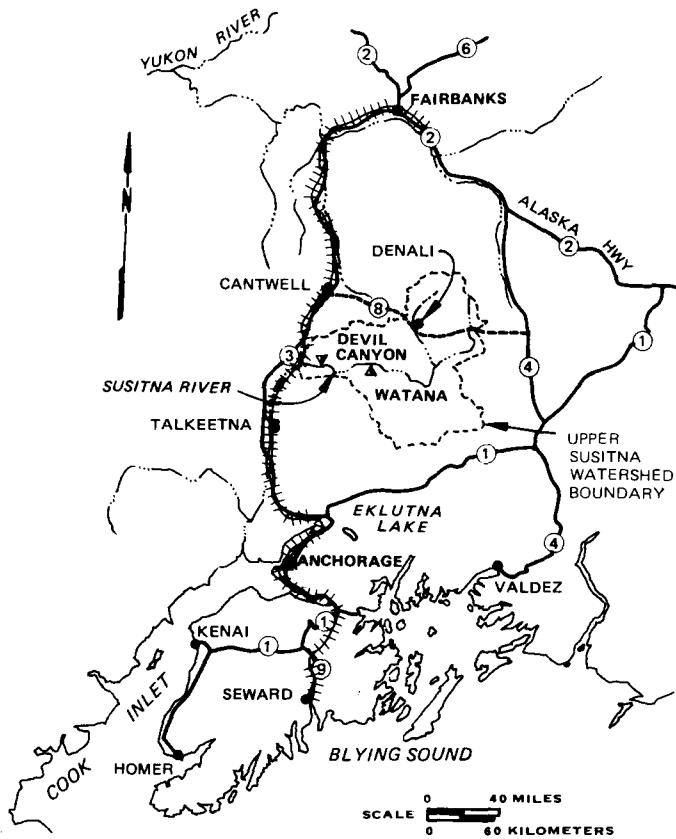 YUKON RIVER
2
6
FAIRBANKS
2
N
ALASKA HWY
2
DENALI
CANTWELL
8
1
3
DEVIL
CANYON
4
SUSITNA RIVER
WATANA
TALKEETNA
1
UPPER
SUSITNA
WATERSHED
BOUNDARY
EKLUTNA
LAKE
4
ANCHORAGE
VALDEZ
1
KENAI
1
9
SEWARD
COOK INLET
BLYING SOUND
HOMER
0 40 MILES
SCALE
0 60 KILOMETERS